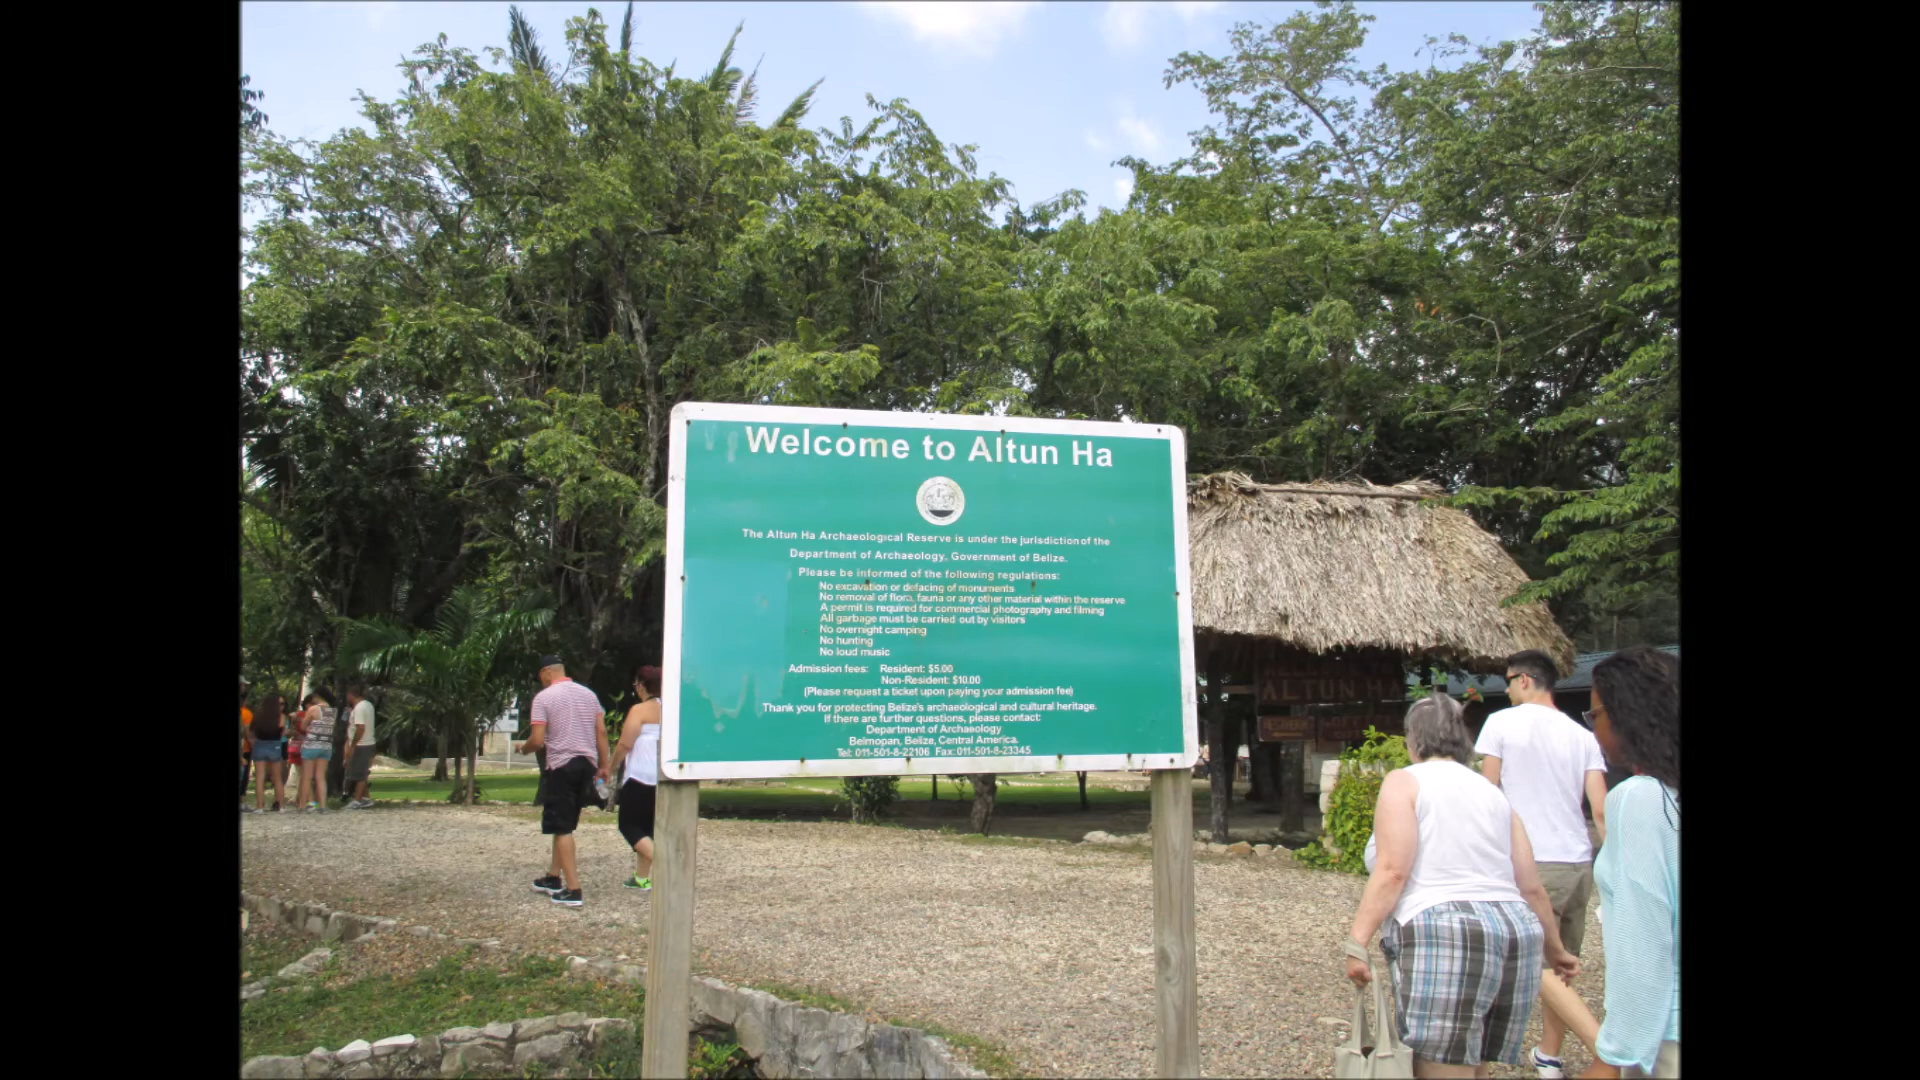 Welcome to Altun Ha
The Altun Ha Archaeological Reserve is under the jurisdiction of the
Department of Archaeology, Government of Belize.
Please be informed of the following regulations:
No excavation or defacing of monuments
No removal of flora, fauna or any other material within the reserve
A permit is required for commercial photography and filming
All garbage must be carried out by visitors
No overnight camping
No hunting
No loud music
Admission fees: Resident: $5.00
Non-Resident: $10.00
(Please request a ticket upon paying your admission fee)
Thank you for protecting Belize's archaeological and cultural heritage.
If there are further questions, please contact:
Department of Archaeology
Belmopan, Belize, Central America.
Tel: 011-501-8-22106 Fax: 011-501-8-23345
ALTUN HA